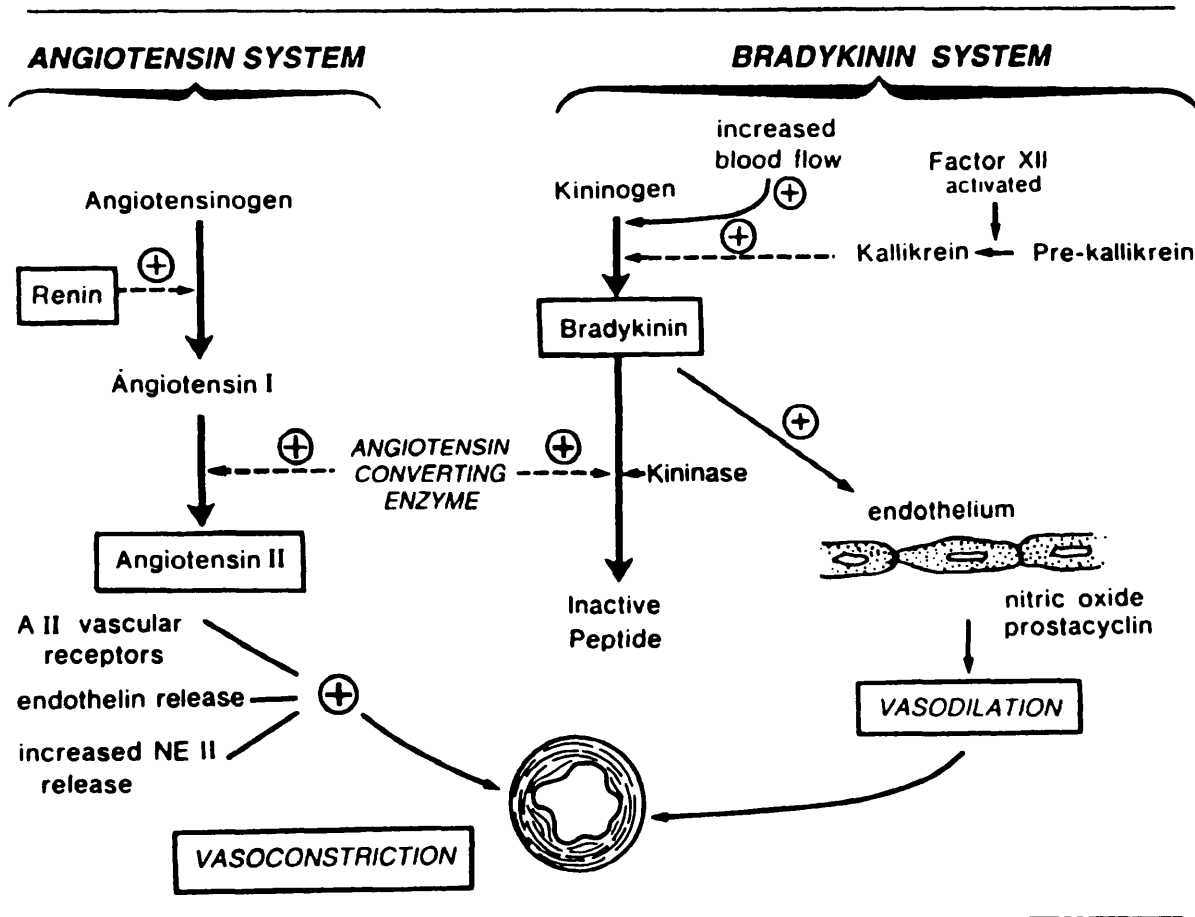 ANGIOTENSIN SYSTEM
BRADYKININ SYSTEM
increased
blood flow
Factor XII
activated
Angiotensinogen
Kininogen
Kallikrein
Pre-kallikrein
Renin
Bradykinin
Angiotensin I
ANGIOTENSIN
CONVERTING
ENZYME
Kininase
endothelium
Angiotensin II
Inactive
Peptide
nitric oxide
prostacyclin
A II vascular
receptors
endothelin release
increased NE II
release
VASODILATION
VASOCONSTRICTION